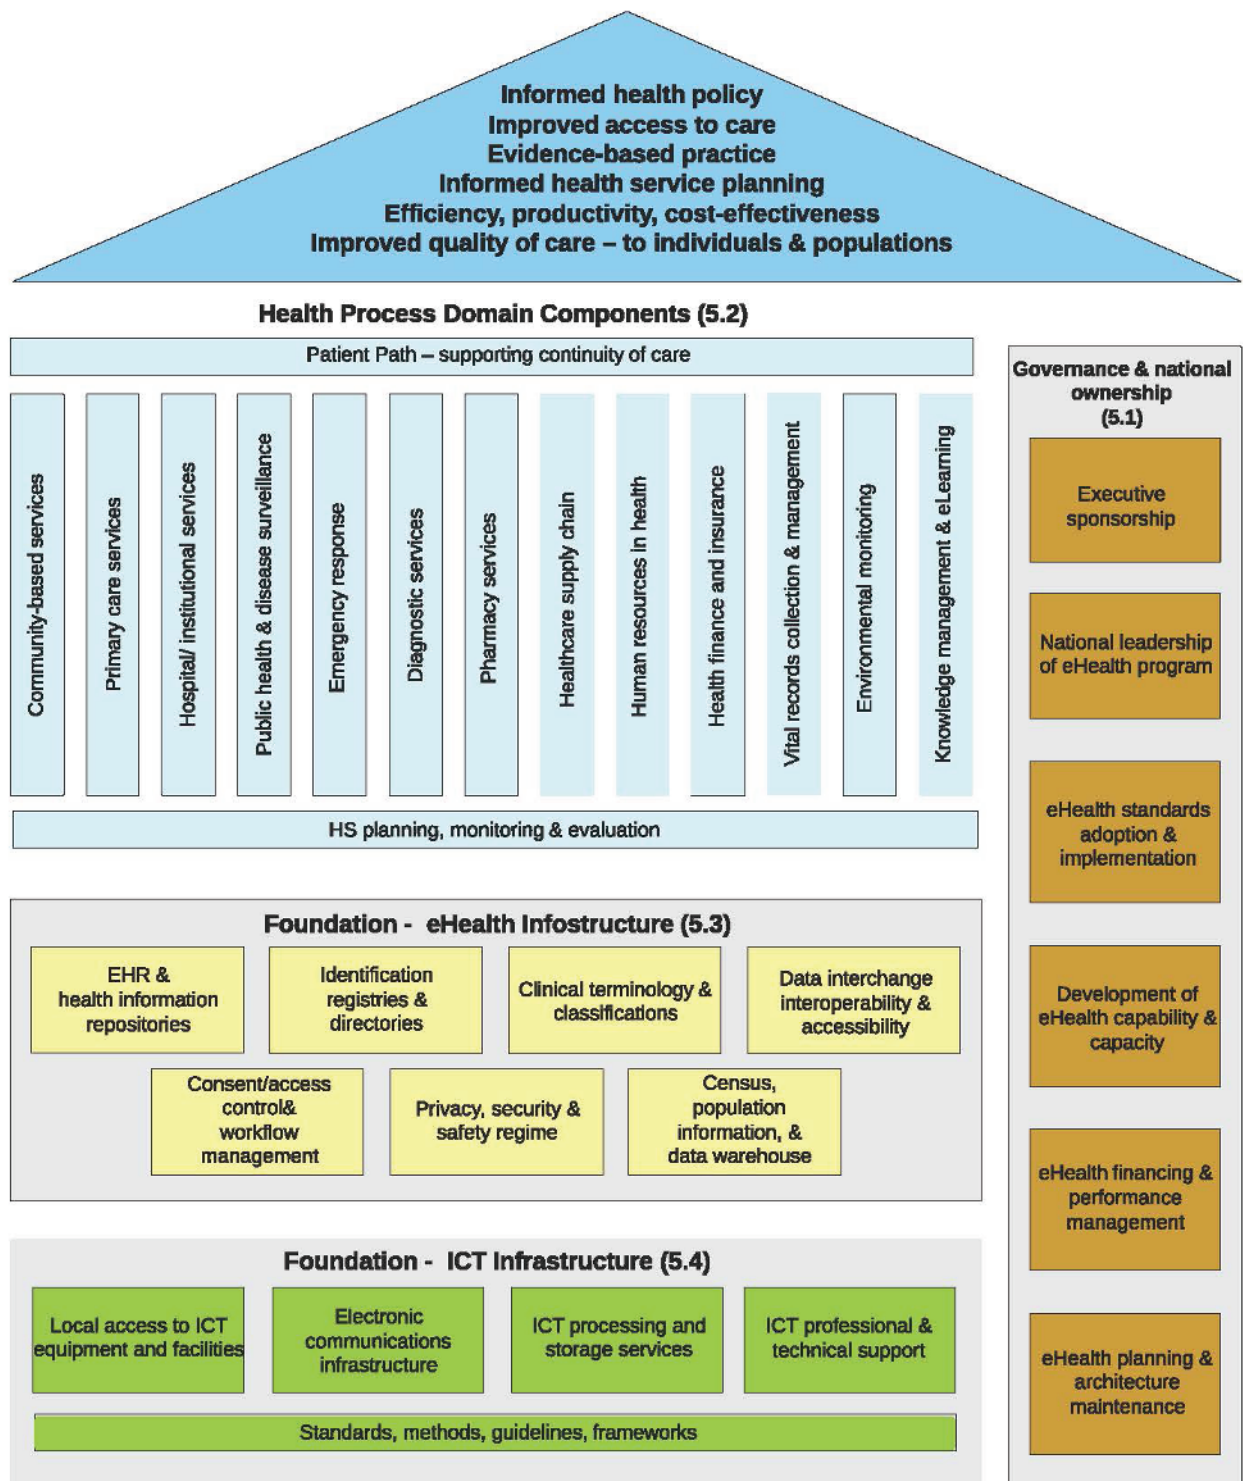 Informed health policy
Improved access to care
Evidence-based practice
Informed health service planning
Efficiency, productivity, cost-effectiveness
Improved quality of care – to individuals & populations
Health Process Domain Components (5.2)
Patient Path – supporting continuity of care
Community-based services
Primary care services
Hospital/ institutional services
Public health & disease surveillance
Emergency response
Diagnostic services
Pharmacy services
Healthcare supply chain
Human resources in health
Health finance and insurance
Vital records collection & management
Environmental monitoring
Knowledge management & eLearning
HS planning, monitoring & evaluation
Governance & national
ownership
(5.1)
Executive
sponsorship
National leadership
of eHealth program
eHealth standards
adoption &
implementation
Development of
eHealth capability &
capacity
eHealth financing &
performance
management
eHealth planning &
architecture
maintenance
Foundation - eHealth Infostructure (5.3)
EHR &
health information
repositories
Identification
registries &
directories
Clinical terminology &
classifications
Data interchange
interoperability &
accessibility
Consent/access
control&
workflow
management
Privacy, security &
safety regime
Census,
population
information, &
data warehouse
Foundation - ICT Infrastructure (5.4)
Local access to ICT
equipment and facilities
Electronic
communications
infrastructure
ICT processing and
storage services
ICT professional &
technical support
Standards, methods, guidelines, frameworks